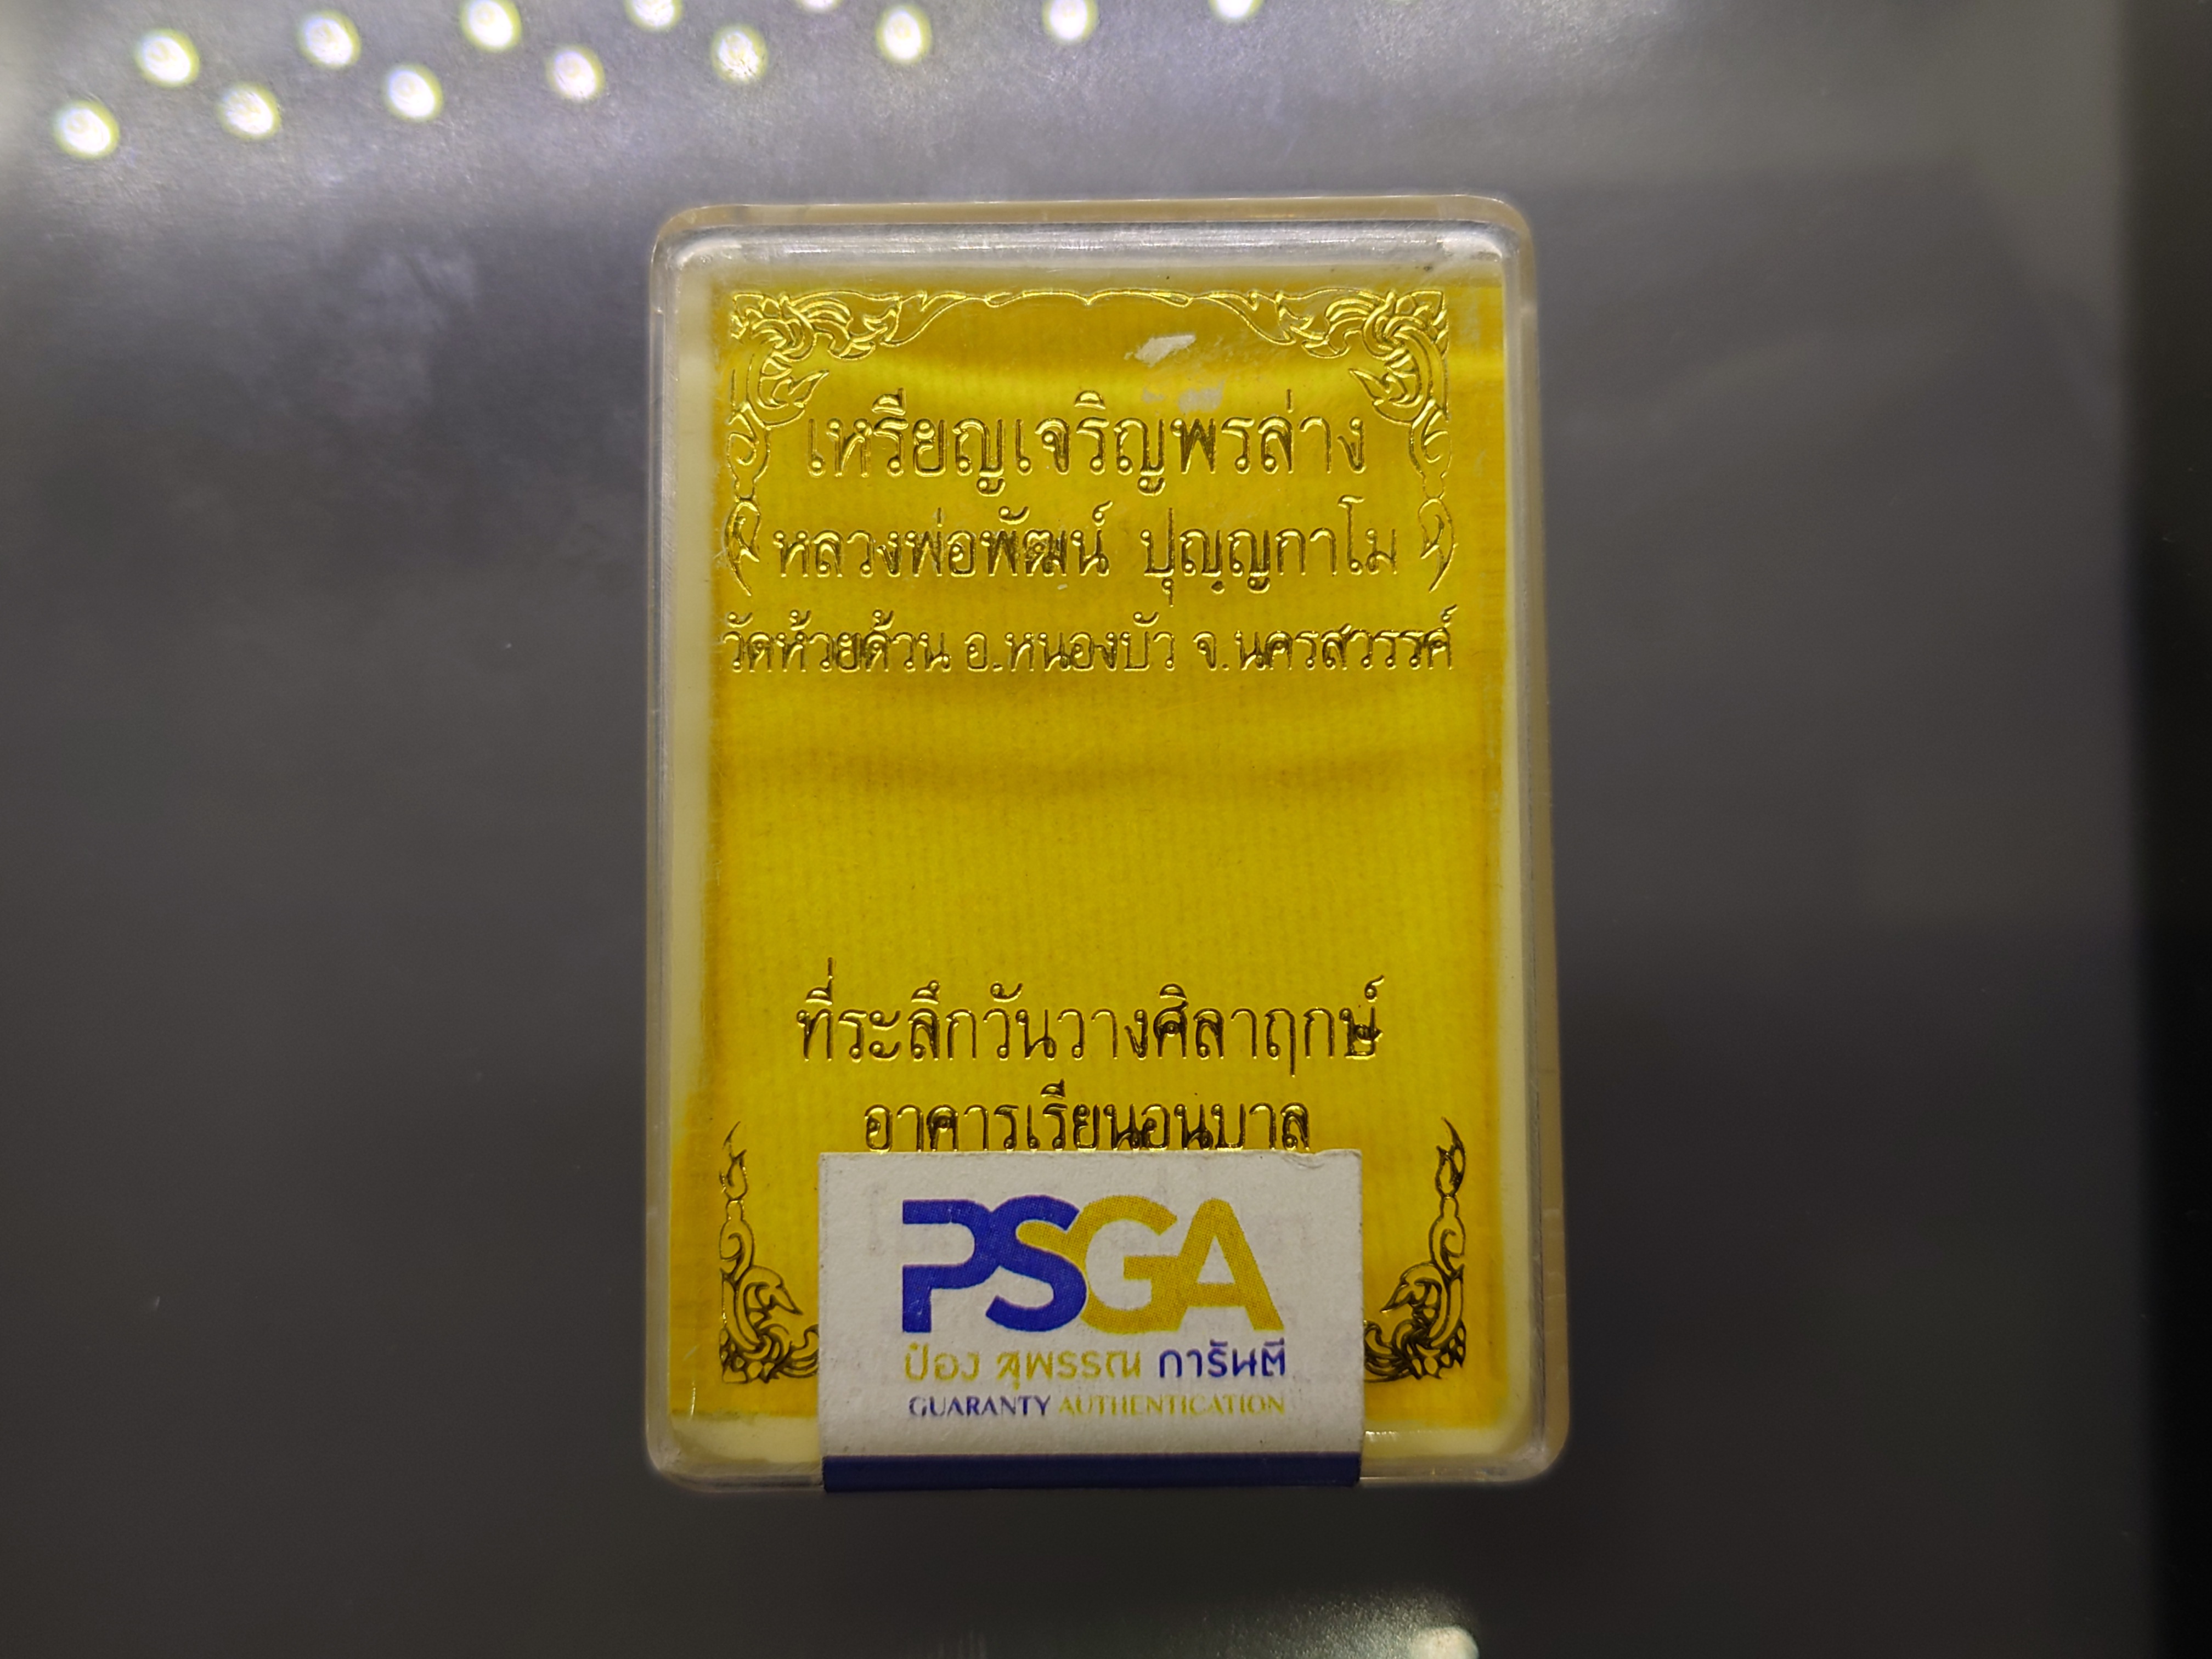 เหรียญเจริญพรล่าง
หลวงพ่อพัฒน์ ปุญฺญกาโม
วัดห้วยด้วน อ.หนองบัว จ.นครสวรรค์
ที่ระลึกวันวางศิลาฤกษ์
อาคารเรียนอนุบาล
PSGA
ป๋อง สุพรรณ การันตี
GUARANTY AUTHENTICATION